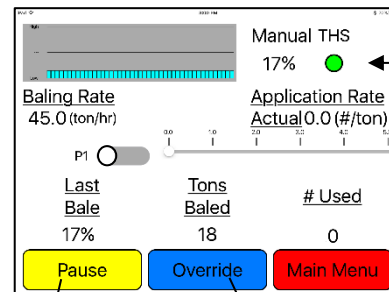 High
Low
Manual THS
17%
Baling Rate
45.0 (ton/hr)
Application Rate
Actual 0.0 (#/ton)
P1
0.0 1.0 2.0 3.0 4.0
Last
Bale
17%
Tons
Baled
18
# Used
0
Pause
Override
Main Menu